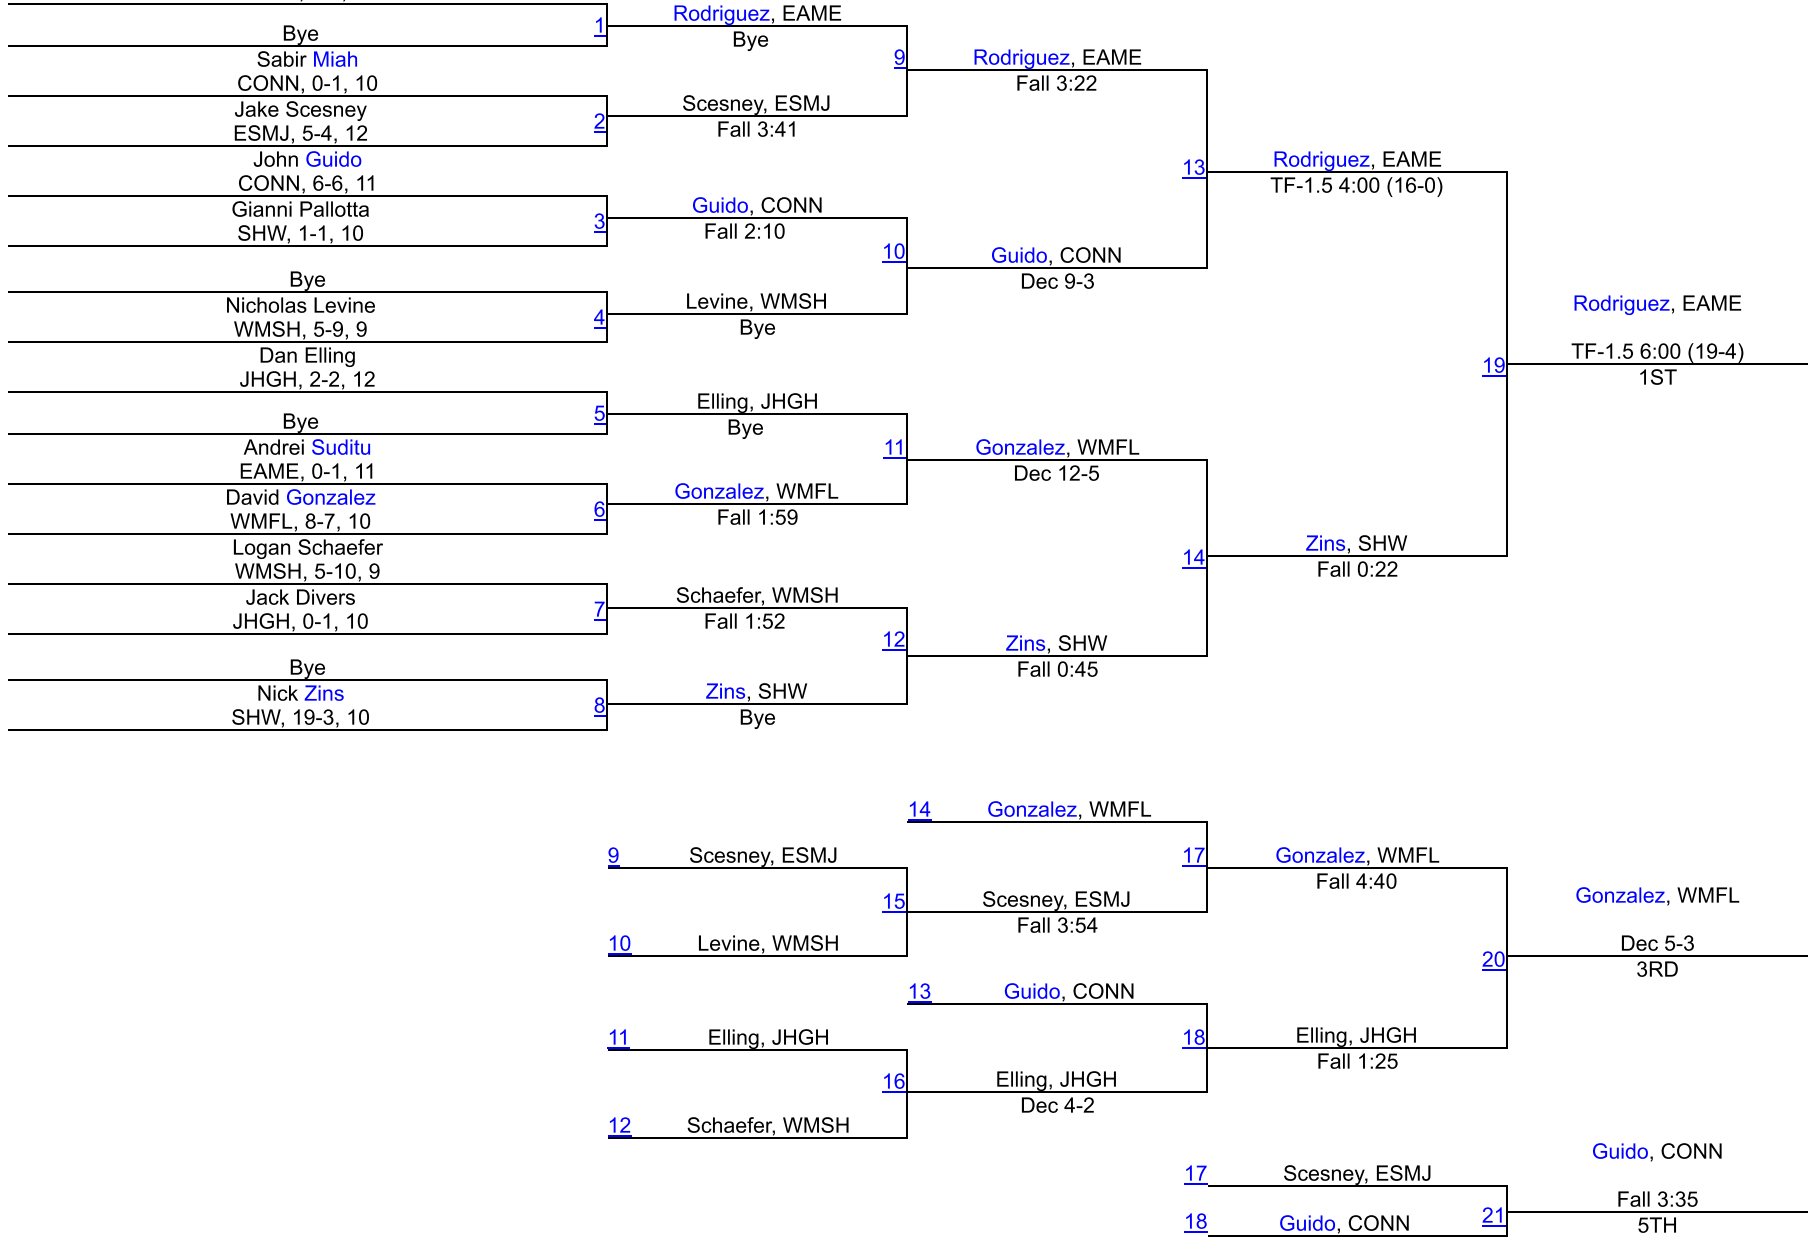 Bye
1
Sabir Miah
CONN, 0-1, 10
Jake Scesney
ESMJ, 5-4, 12
2
John Guido
CONN, 6-6, 11
Gianni Pallotta
SHW, 1-1, 10
3
Bye
Nicholas Levine
WMSH, 5-9, 9
4
Dan Elling
JHGH, 2-2, 12
Bye
5
Andrei Suditu
EAME, 0-1, 11
David Gonzalez
WMFL, 8-7, 10
6
Logan Schaefer
WMSH, 5-10, 9
Jack Divers
JHGH, 0-1, 10
7
Bye
Nick Zins
SHW, 19-3, 10
8
Rodriguez, EAME
Bye
9
Scesney, ESMJ
Fall 3:41
Guido, CONN
Fall 2:10
10
Levine, WMSH
Bye
Elling, JHGH
Bye
11
Gonzalez, WMFL
Fall 1:59
Schaefer, WMSH
Fall 1:52
12
Zins, SHW
Bye
Rodriguez, EAME
Fall 3:22
13
Guido, CONN
Dec 9-3
Gonzalez, WMFL
Dec 12-5
14
Zins, SHW
Fall 0:45
Rodriguez, EAME
TF-1.5 4:00 (16-0)
19
Zins, SHW
Fall 0:22
Rodriguez, EAME
TF-1.5 6:00 (19-4)
1ST
14 Gonzalez, WMFL
9 Scesney, ESMJ
17
15
Scesney, ESMJ
Fall 3:54
10 Levine, WMSH
Gonzalez, WMFL
Fall 4:40
13 Guido, CONN
11 Elling, JHGH
18
16
Elling, JHGH
Dec 4-2
12 Schaefer, WMSH
Elling, JHGH
Fall 1:25
20
Gonzalez, WMFL
Dec 5-3
3RD
17 Scesney, ESMJ
18 Guido, CONN
21
Guido, CONN
Fall 3:35
5TH